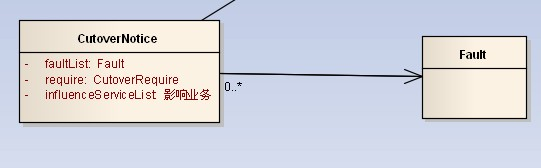 CutoverNotice
- faultList: Fault
- require: CutoverRequire
- influenceServiceList: 影响业务
0..*
Fault